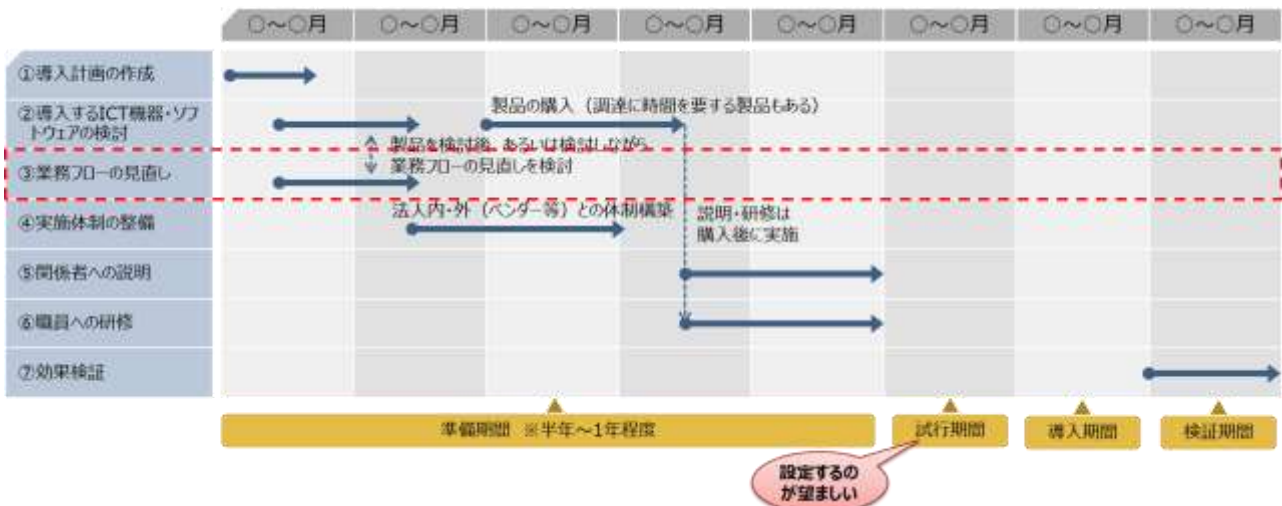 ○～○月 ○～○月 ○～○月 ○～○月 ○～○月 ○～○月 ○～○月 ○～○月
①導入計画の作成
②導入するICT機器・ソフ
トウェアの検討
製品の購入（調達に時間を要する製品もある）
製品を検討後、あるいは検討しながら、
業務フローの見直しを検討
③業務フローの見直し
法人内・外（ベンダー等）との体制構築
④実施体制の整備
説明・研修は
購入後に実施
⑤関係者への説明
⑥職員への研修
⑦効果検証
準備期間 ※半年～1年程度
試行期間
導入期間
検証期間
設定するの
が望ましい